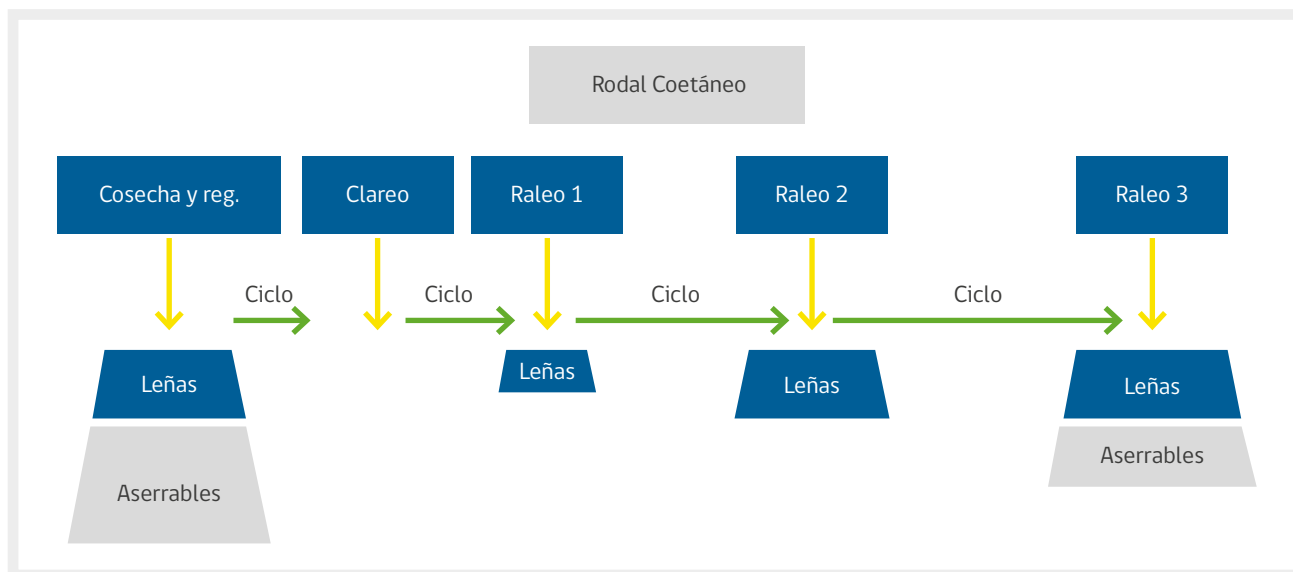 Rodal Coetáneo
Cosecha y reg.
Clareo
Raleo 1
Raleo 2
Raleo 3
Ciclo
Ciclo
Ciclo
Ciclo
Leñas
Leñas
Leñas
Leñas
Aserrables
Aserrables